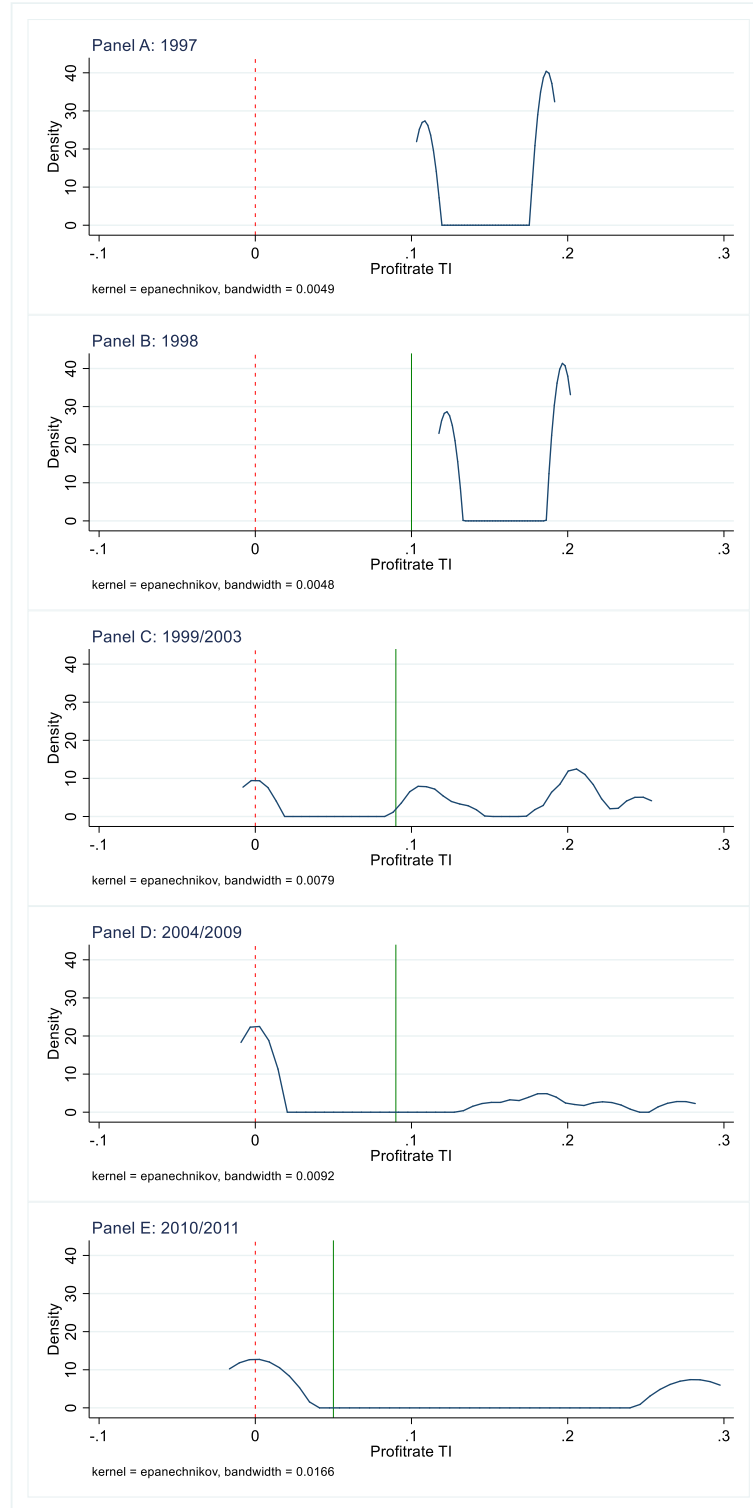 Panel A: 1997
40
30
20
10
0
Density
-.1 0 .1 .2 .3
Profitrate TI
kernel = epanechnikov, bandwidth = 0.0049
Panel B: 1998
40
30
20
10
0
Density
-.1 0 .1 .2 .3
Profitrate TI
kernel = epanechnikov, bandwidth = 0.0048
Panel C: 1999/2003
40
30
20
10
0
Density
-.1 0 .1 .2 .3
Profitrate TI
kernel = epanechnikov, bandwidth = 0.0079
Panel D: 2004/2009
40
30
20
10
0
Density
-.1 0 .1 .2 .3
Profitrate TI
kernel = epanechnikov, bandwidth = 0.0092
Panel E: 2010/2011
40
30
20
10
0
Density
-.1 0 .1 .2 .3
Profitrate TI
kernel = epanechnikov, bandwidth = 0.0166